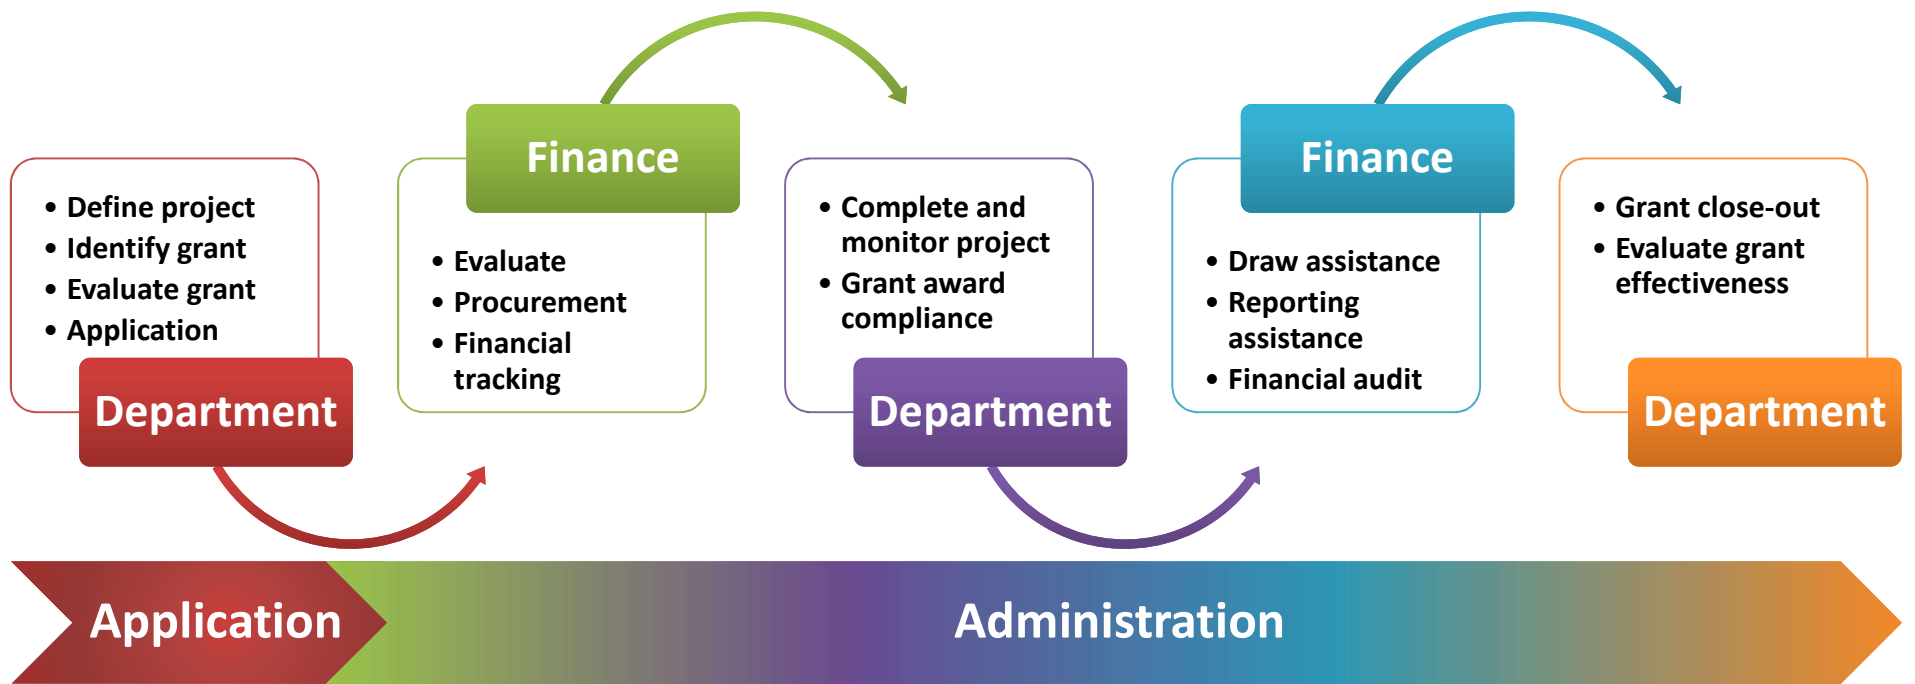 • Define project
• Identify grant
• Evaluate grant
• Application
Department
Finance
• Evaluate
• Procurement
• Financial
tracking
• Complete and
monitor project
• Grant award
compliance
Department
Finance
• Draw assistance
• Reporting
assistance
• Financial audit
• Grant close-out
• Evaluate grant
effectiveness
Department
Application
Administration